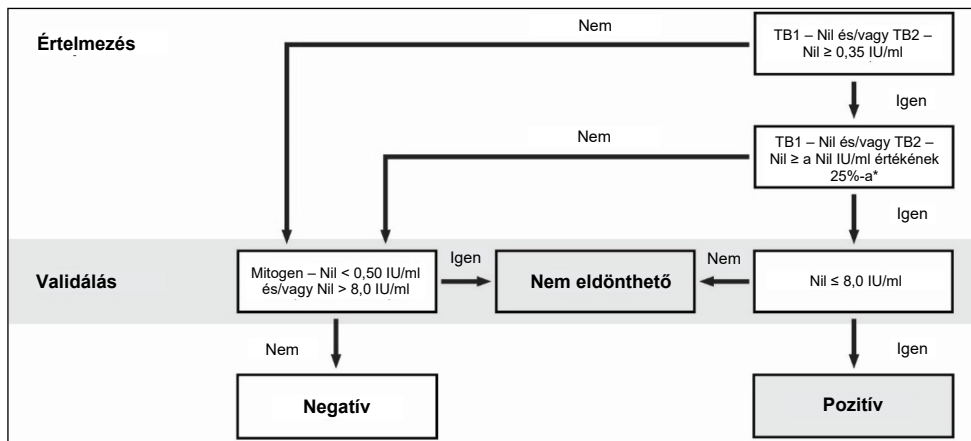 Értelmezés
Nem
TB1 – Nil és/vagy TB2 –
Nil ≥ 0,35 IU/ml
Igen
Nem
TB1 – Nil és/vagy TB2 –
Nil ≥ a Nil IU/ml értékének
25%-a*
Igen
Validálás
Mitogen – Nil < 0,50 IU/ml
és/vagy Nil > 8,0 IU/ml
Igen
Nem eldönthető
Nem
Nil ≤ 8,0 IU/ml
Nem
Igen
Negatív
Pozitív